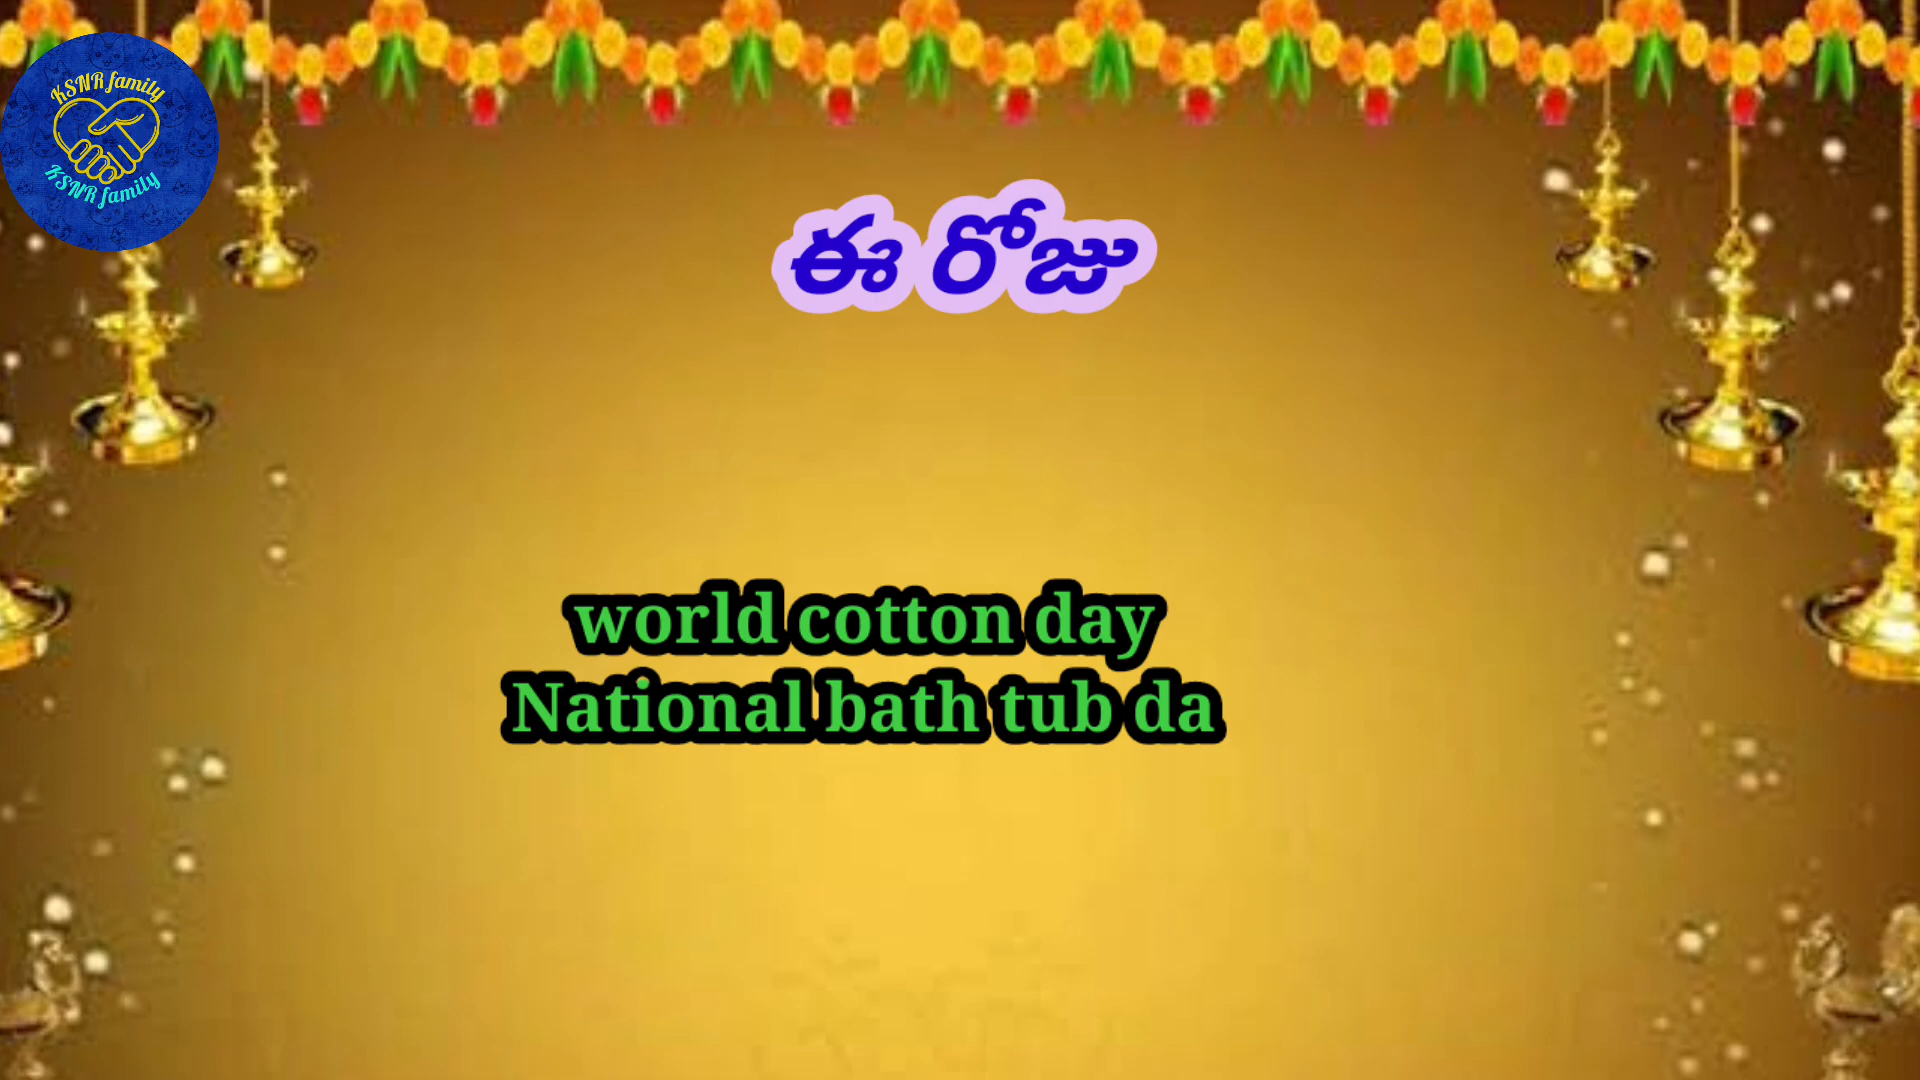 KSNR family
KSNR family
ఈ రోజు
world cotton day
National bath tub da